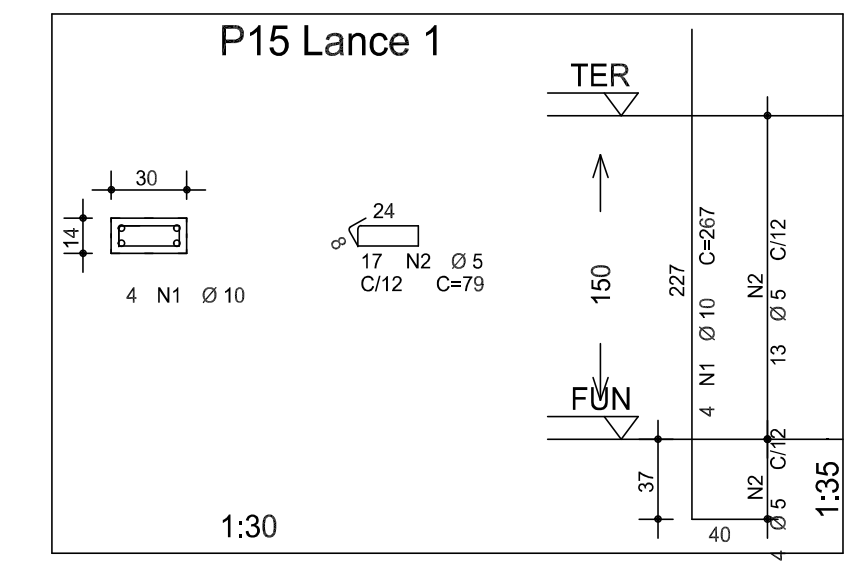 P15 Lance 1
TER
30
14
4 N1 Ø 10
24
8
17 N2 Ø 5
C/12 C=79
150
FUN
227
4 N1 Ø 10 C=267
N2
13 Ø 5 C/12
37
N2
4 Ø 5 C/12
40
1:30
1:35